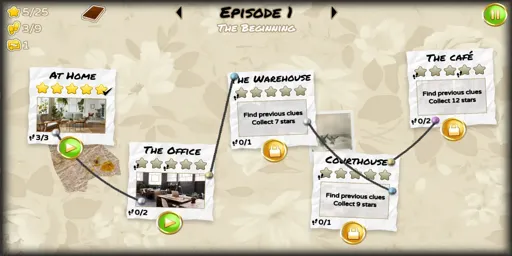 5/25
3/9
1
Episode 1
The Beginning
At Home
3/3
The Office
0/2
The Warehouse
Find previous clues
Collect 7 stars
0/1
Courthouse
Find previous clues
Collect 9 stars
0/1
The café
Find previous clues
Collect 12 stars
0/2